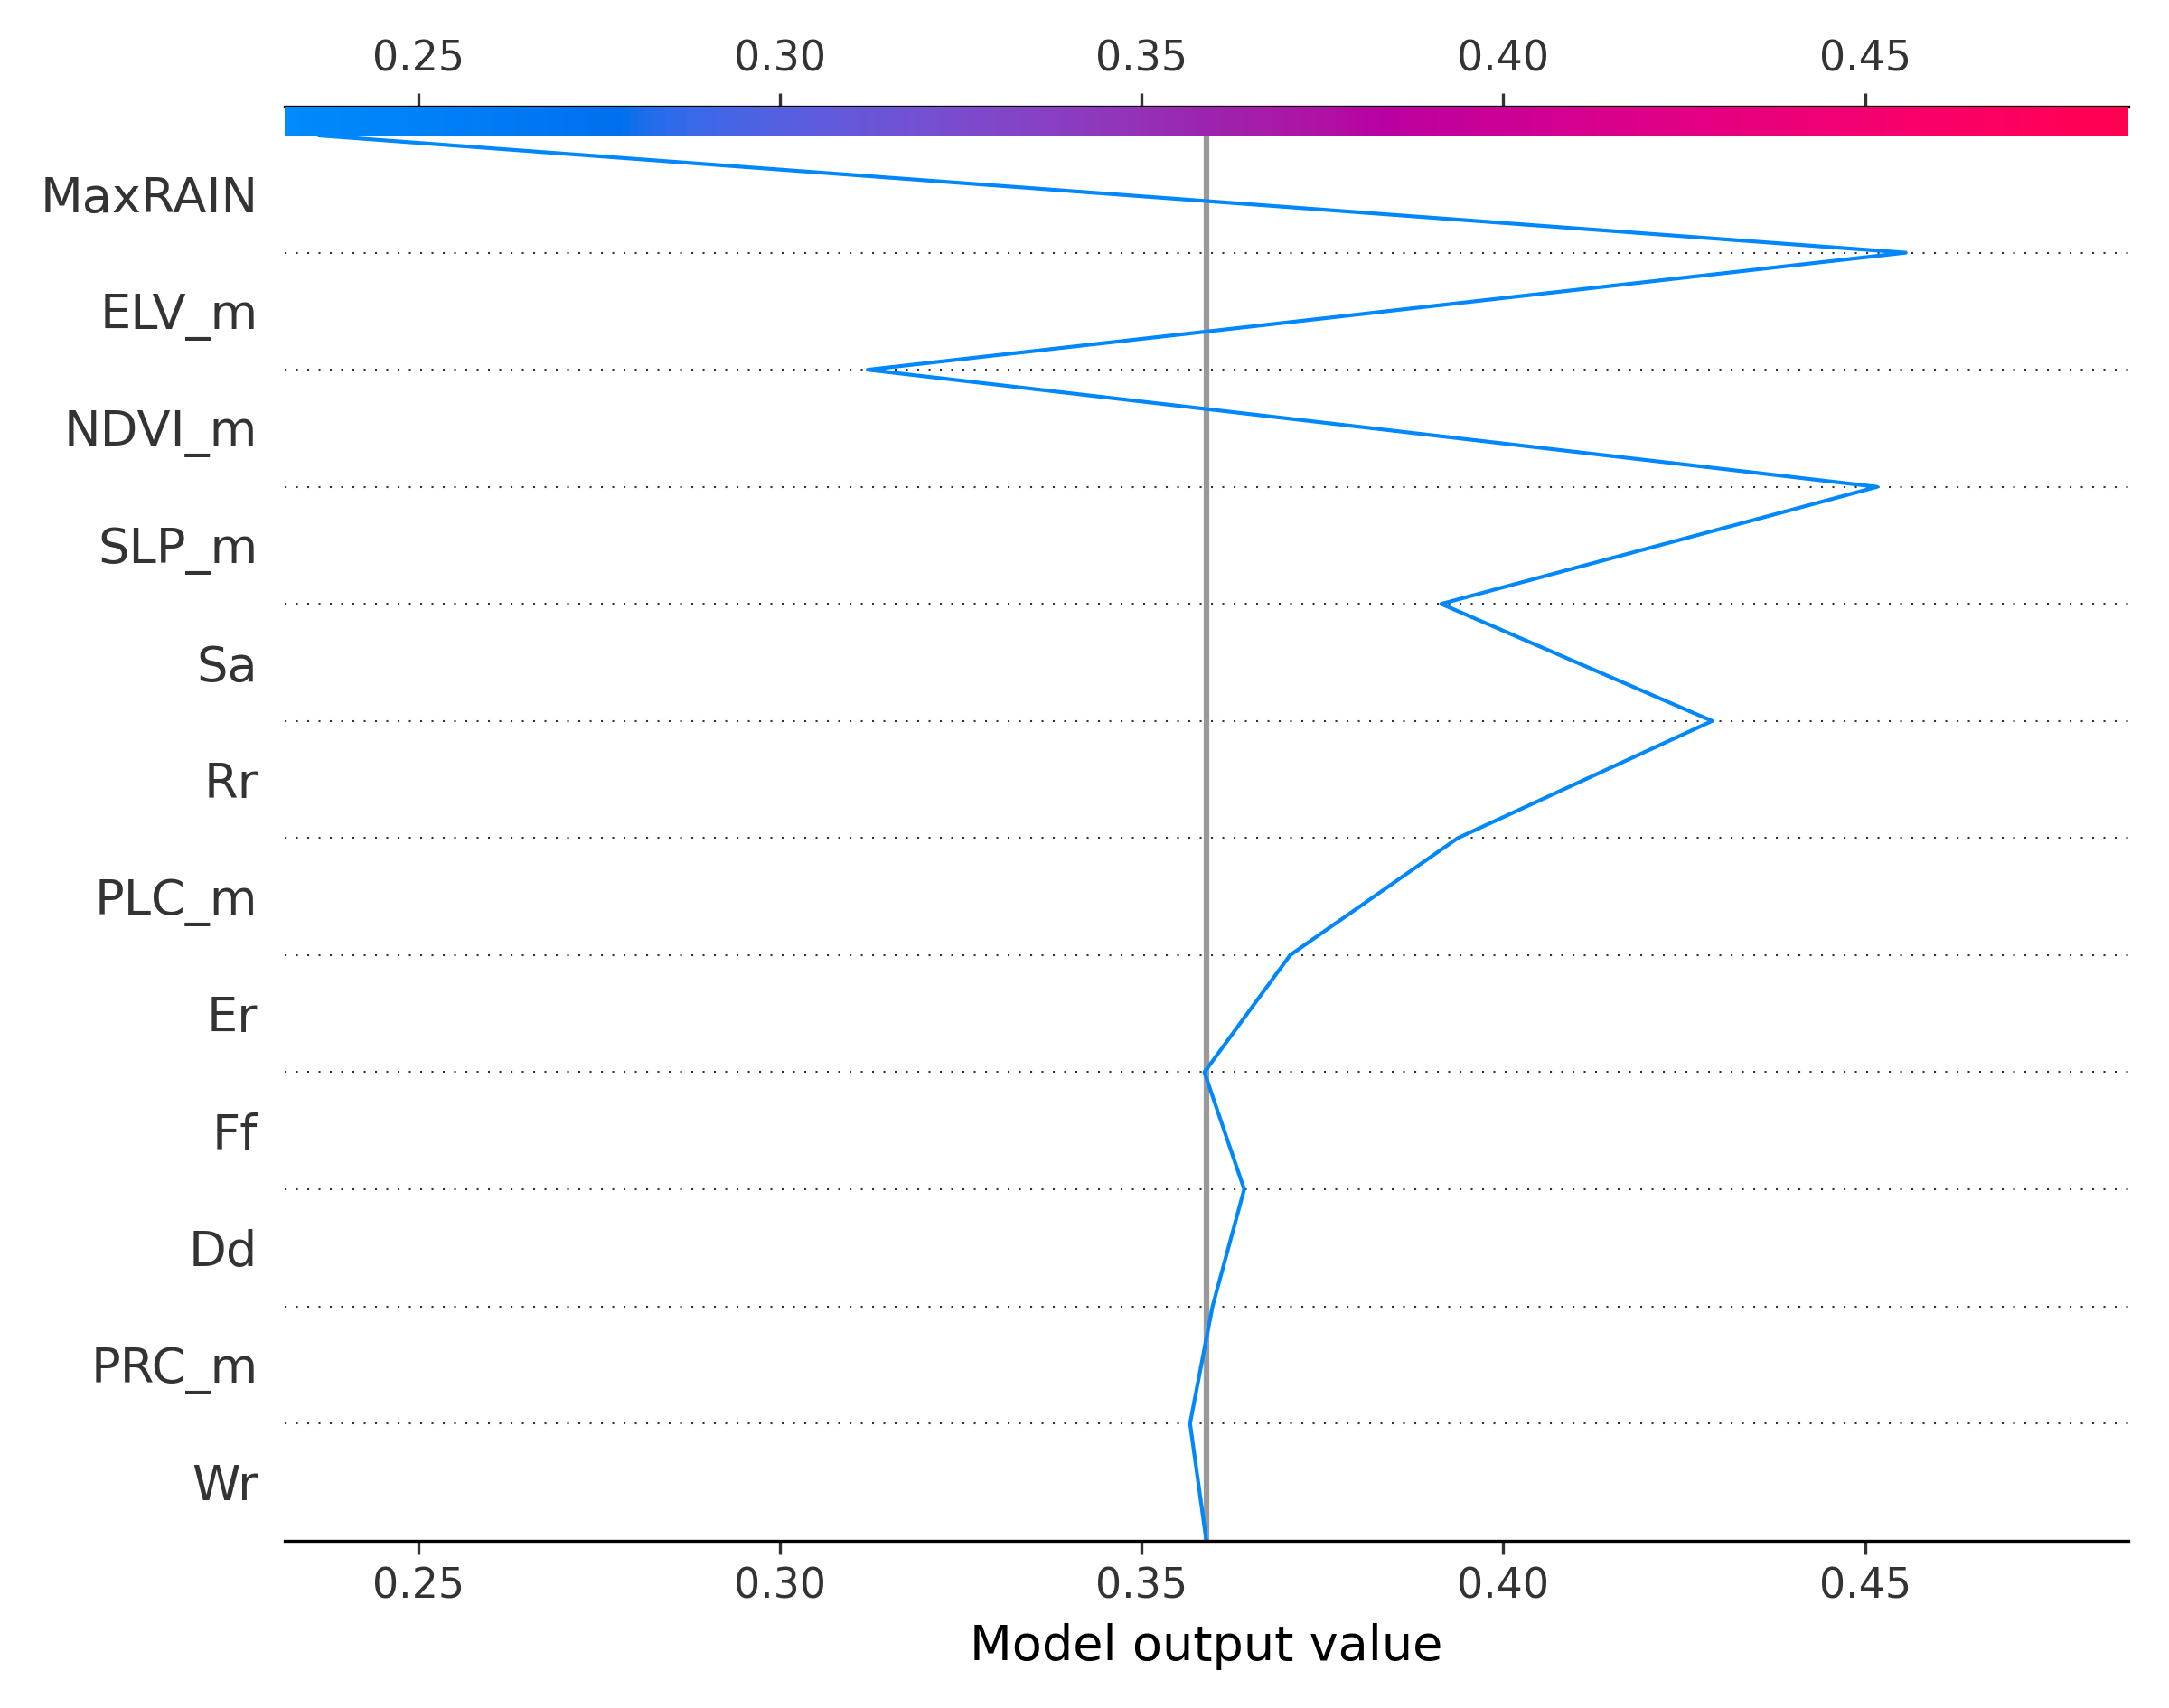 0.25 0.30 0.35 0.40 0.45
MaxRAIN
ELV_m
NDVI_m
SLP_m
Sa
Rr
PLC_m
Er
Ff
Dd
PRC_m
Wr
0.25 0.30 0.35 0.40 0.45
Model output value